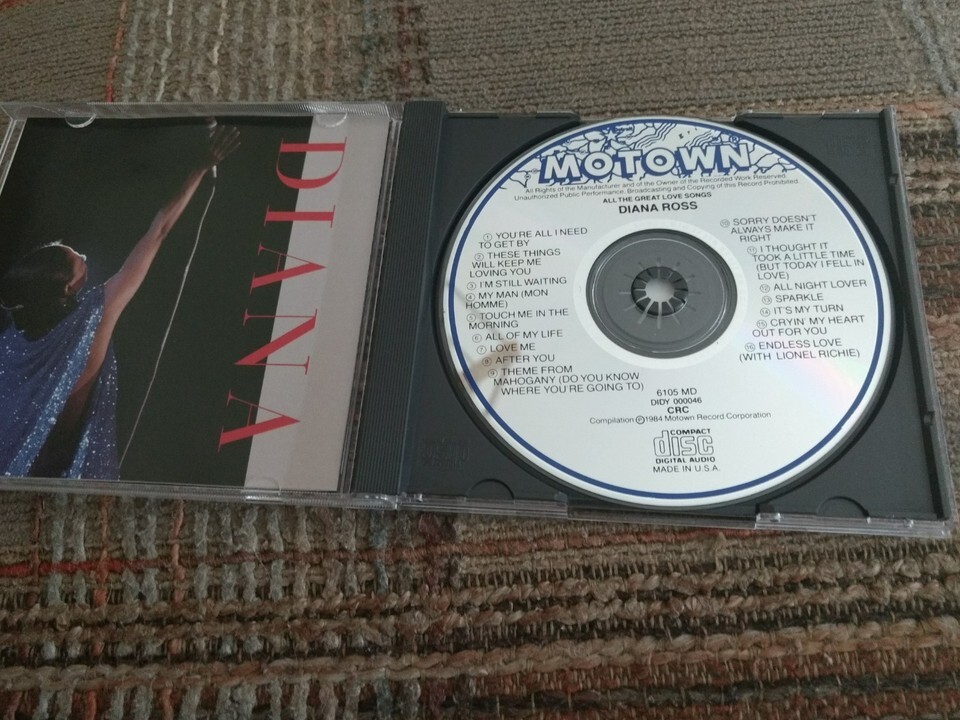 DIANA
MOTOWN
All Rights of the Manufacturer and of the Owner of the Recorded Work Reserved.
Unauthorized Public Performance, Broadcasting and Copying of this Record Prohibited.
ALL THE GREAT LOVE SONGS
DIANA ROSS
① YOU'RE ALL I NEED
TO GET BY
② THESE THINGS
WILL KEEP ME
LOVING YOU
③ I'M STILL WAITING
④ MY MAN (MON
HOMME)
⑤ TOUCH ME IN THE
MORNING
⑥ ALL OF MY LIFE
⑦ LOVE ME
⑧ AFTER YOU
⑨ THEME FROM
MAHOGANY (DO YOU KNOW
WHERE YOU'RE GOING TO)
⑩ SORRY DOESN'T
ALWAYS MAKE IT
RIGHT
⑪ I THOUGHT IT
TOOK A LITTLE TIME
(BUT TODAY I FELL IN
LOVE)
⑫ ALL NIGHT LOVER
⑬ SPARKLE
⑭ IT'S MY TURN
⑮ CRYIN' MY HEART
OUT FOR YOU
⑯ ENDLESS LOVE
(WITH LIONEL RICHIE)
6105 MD
DIDY 000046
CRC
Compilation ℗1984 Motown Record Corporation
COMPACT
disc
DIGITAL AUDIO
MADE IN U.S.A.